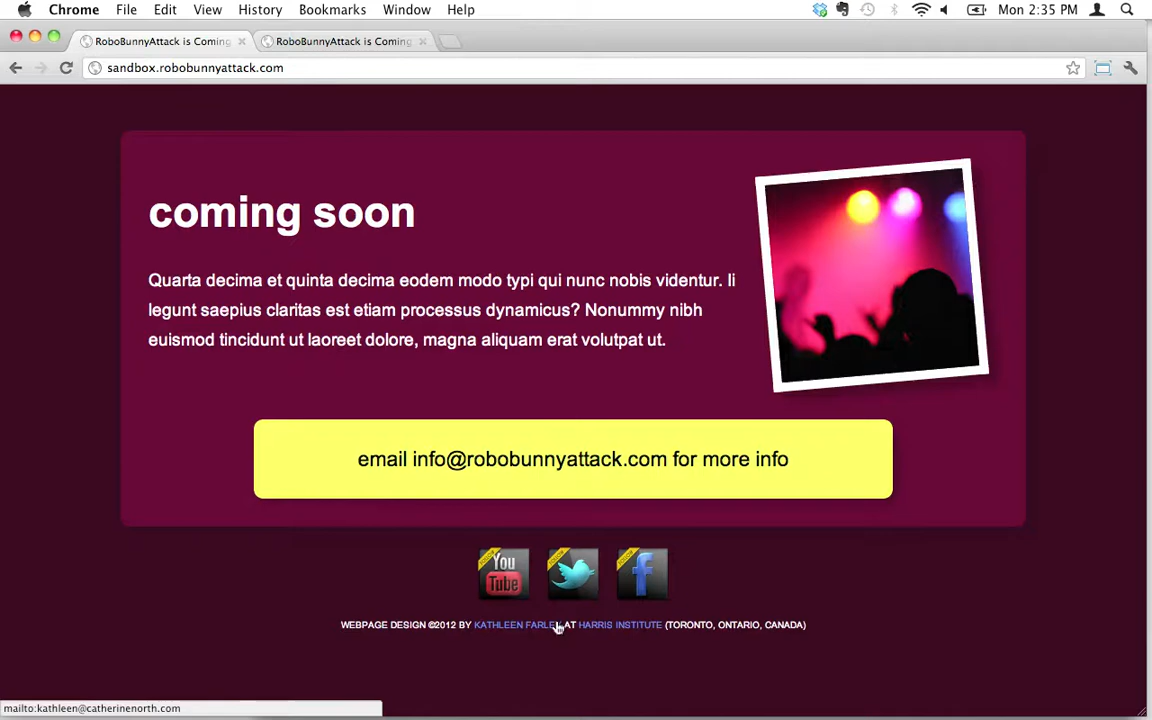 Chrome File Edit View History Bookmarks Window Help Mon 2:35 PM
RoboBunnyAttack is Coming RoboBunnyAttack is Coming
sandbox.robobunnyattack.com
coming soon
Quarta decima et quinta decima eodem modo typi qui nunc nobis videntur. Ii
legunt saepius claritas est etiam processus dynamicus? Nonummy nibh
euismod tincidunt ut laoreet dolore, magna aliquam erat volutpat ut.
email info@robobunnyattack.com for more info
FOLLOW You Tube FOLLOW FOLLOW f
WEBPAGE DESIGN ©2012 BY KATHLEEN FARLEY AT HARRIS INSTITUTE (TORONTO, ONTARIO, CANADA)
mailto:kathleen@catherinenorth.com